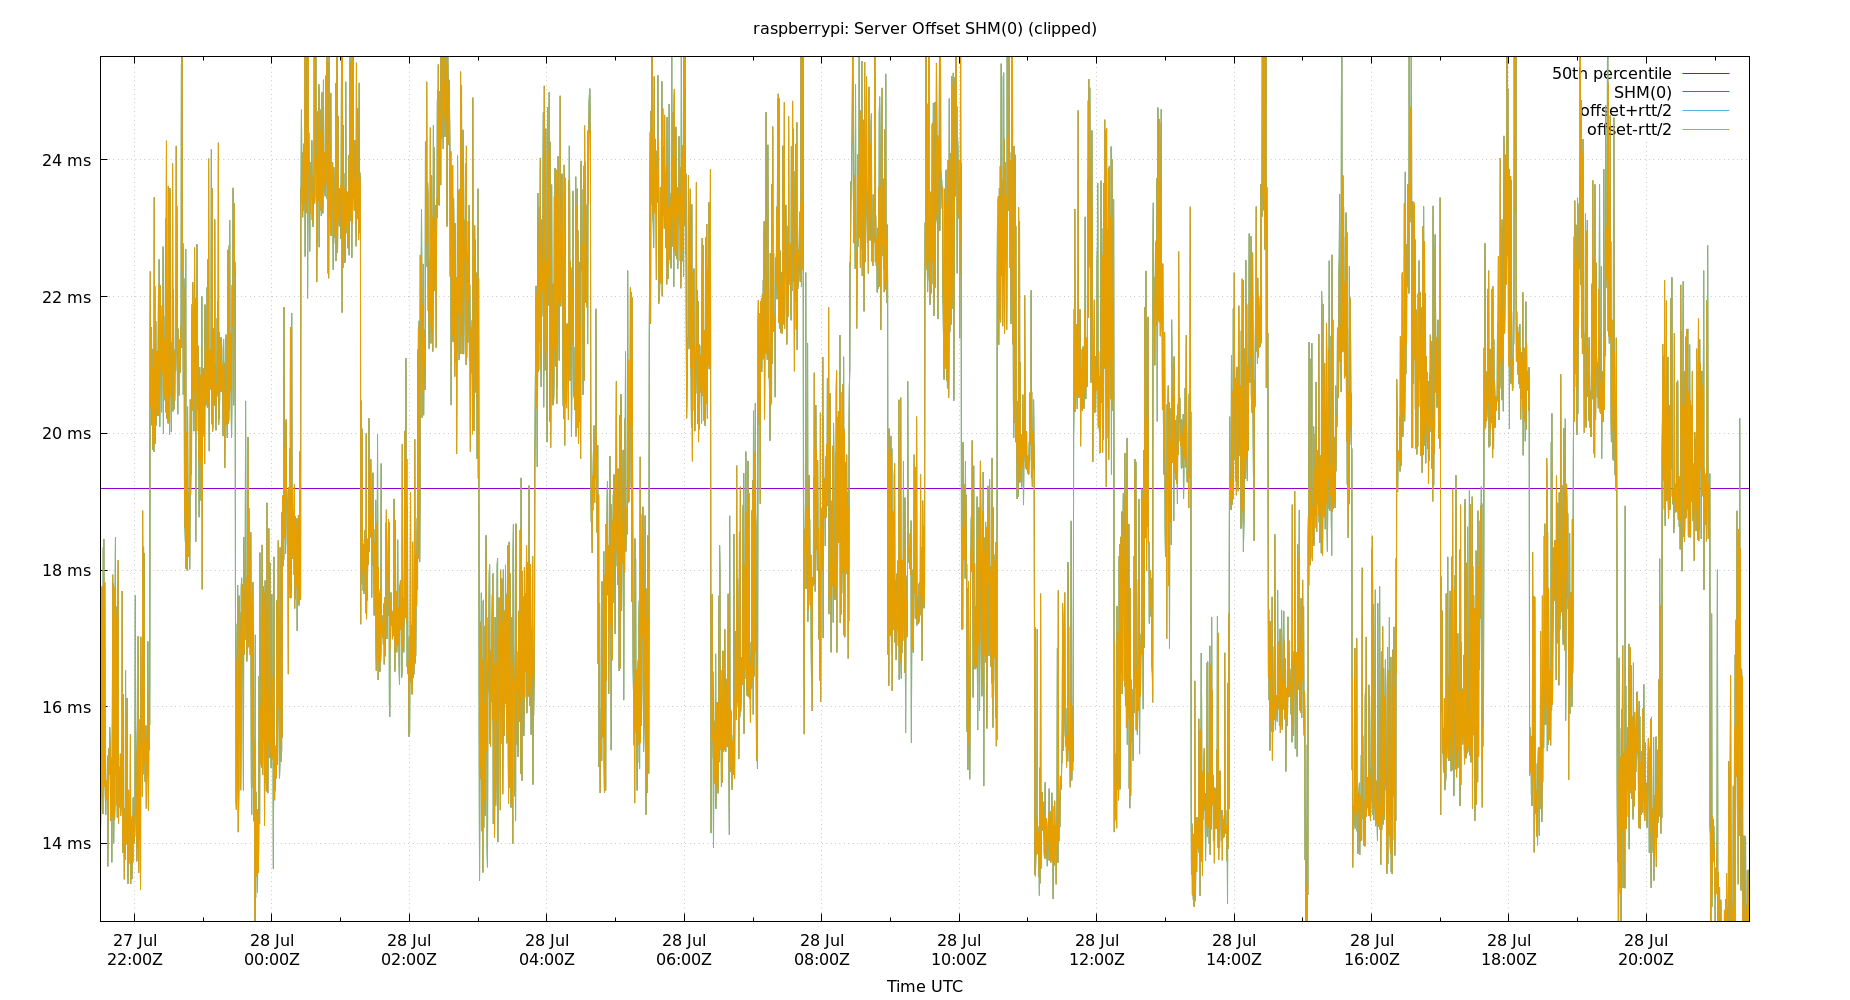 raspberrypi: Server Offset SHM(0) (clipped)
50th percentile
SHM(0)
offset+rtt/2
offset-rtt/2
24 ms
22 ms
20 ms
18 ms
16 ms
14 ms
27 Jul 28 Jul 28 Jul 28 Jul 28 Jul 28 Jul 28 Jul 28 Jul 28 Jul 28 Jul 28 Jul 28 Jul
22:00Z 00:00Z 02:00Z 04:00Z 06:00Z 08:00Z 10:00Z 12:00Z 14:00Z 16:00Z 18:00Z 20:00Z
Time UTC